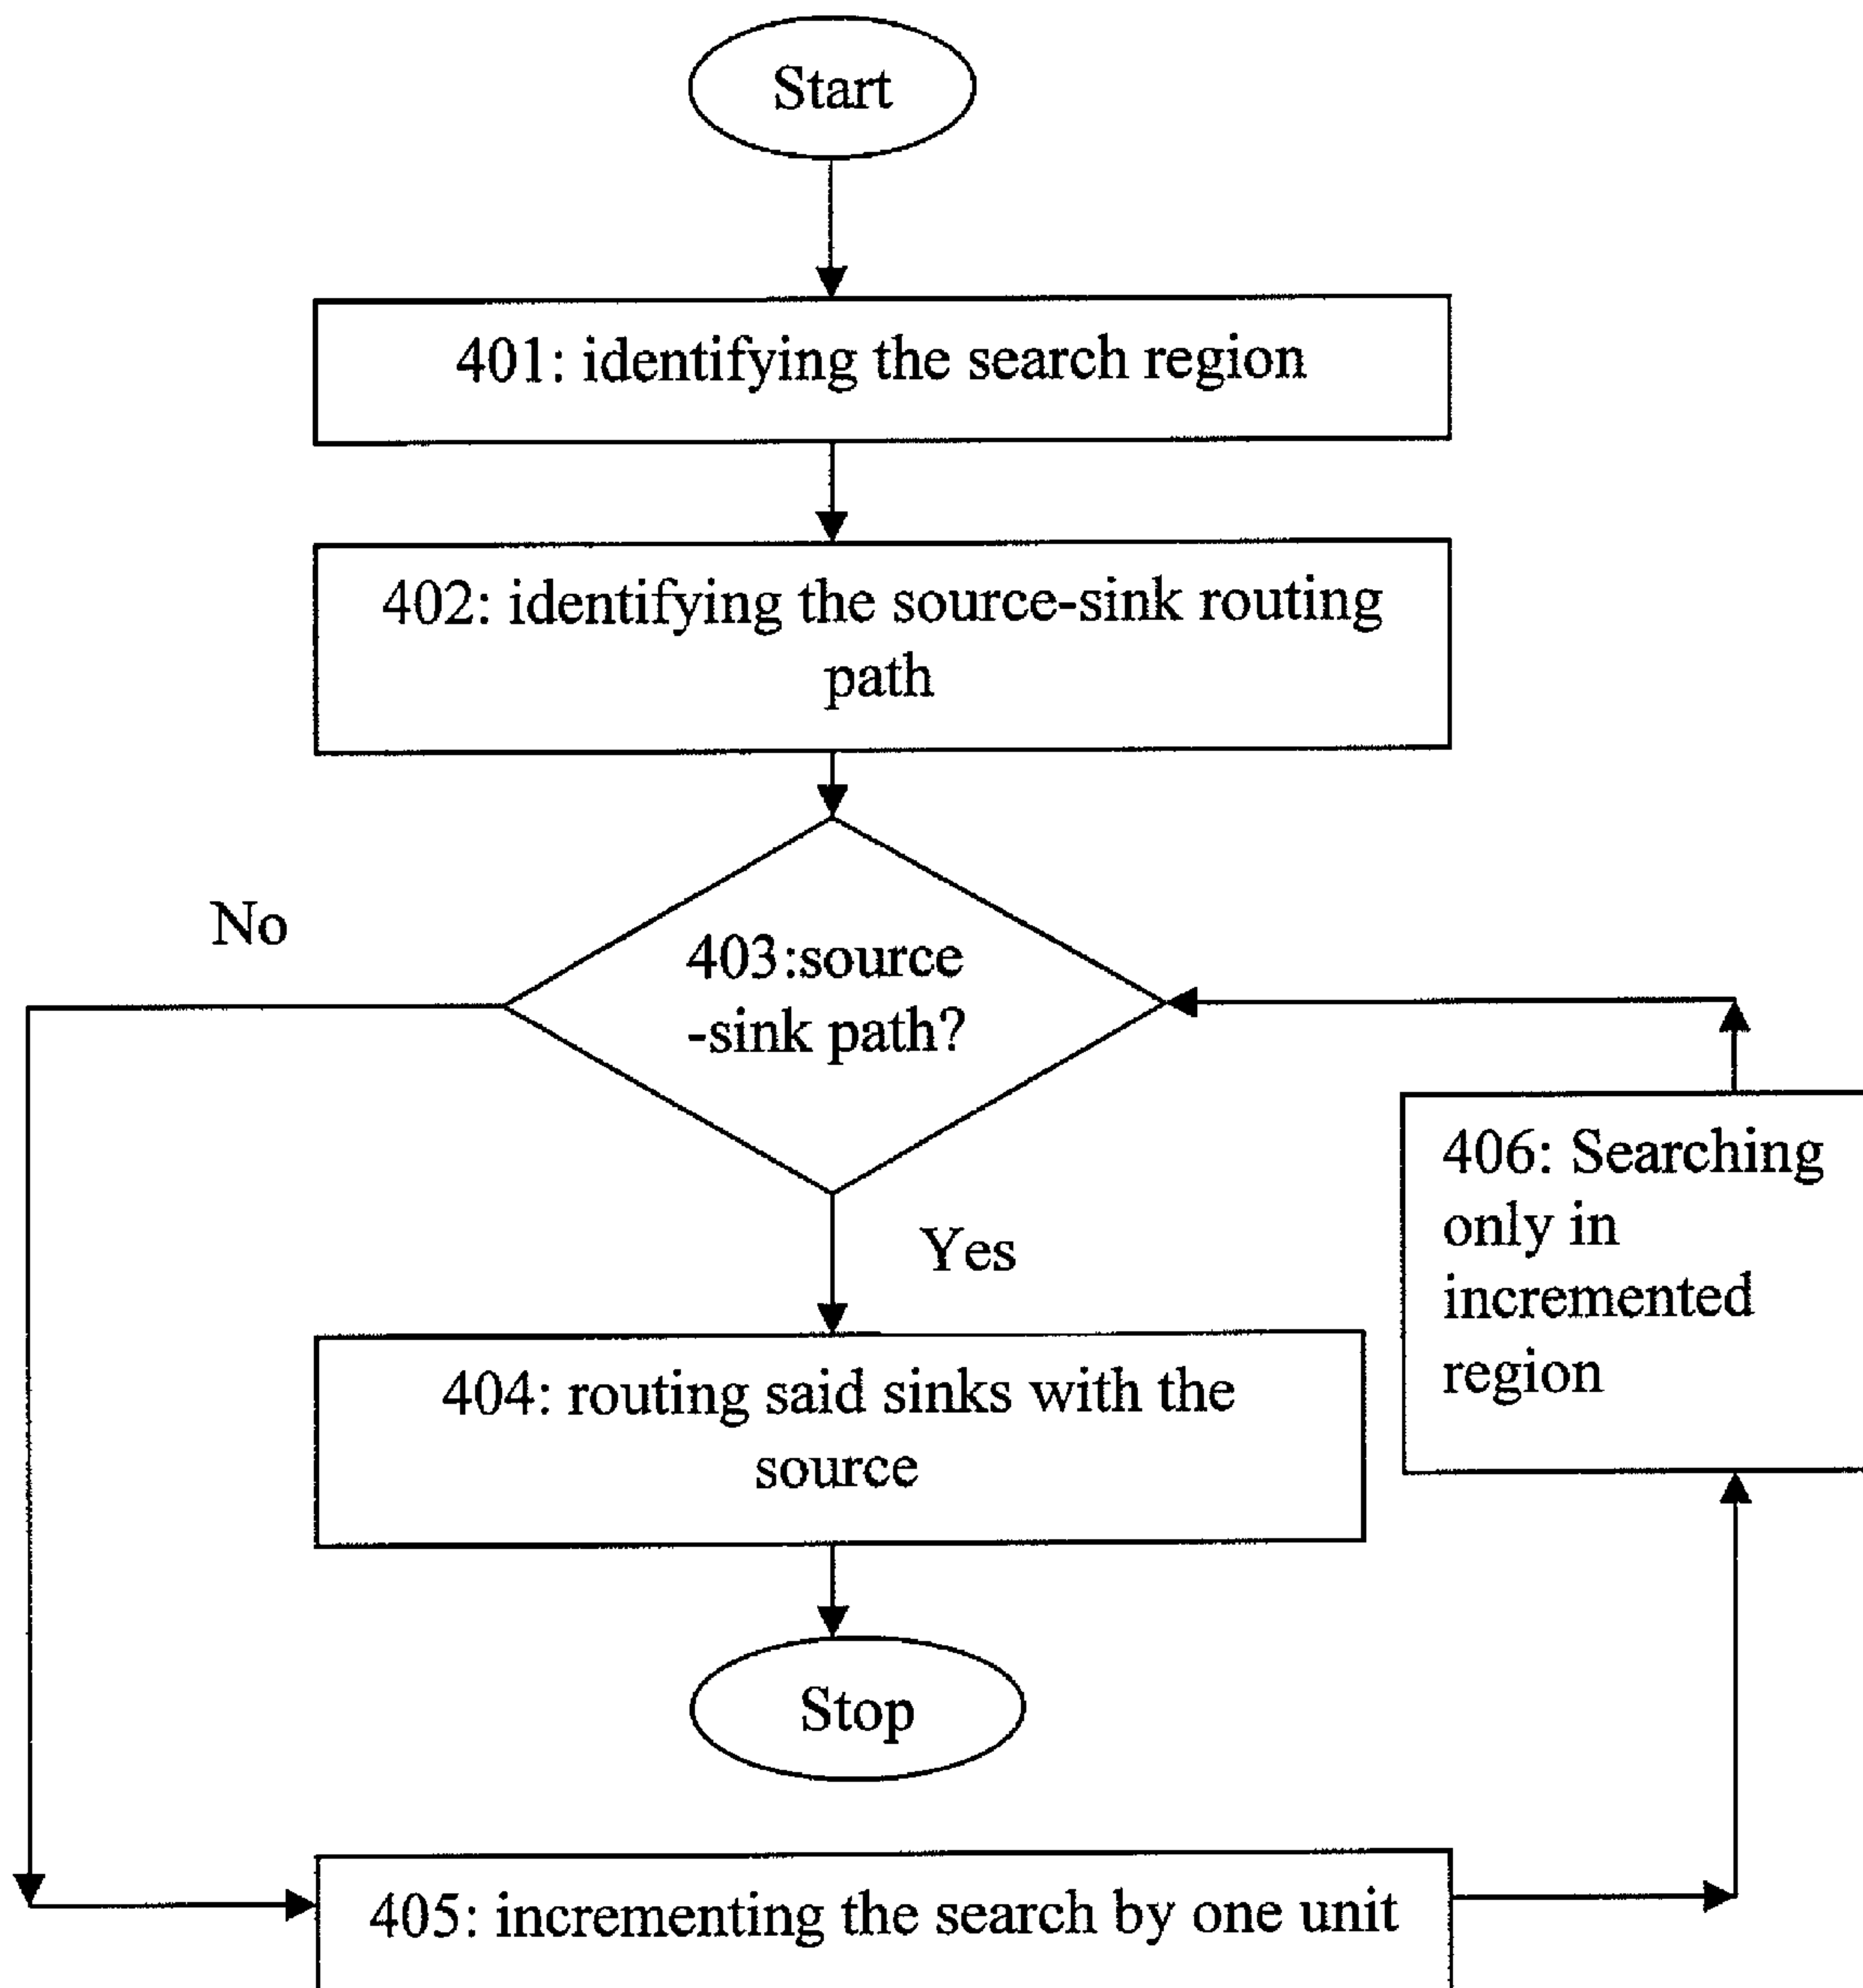 Start
401: identifying the search region
402: identifying the source-sink routing
path
No
403:source
-sink path?
Yes
406: Searching
only in
incremented
region
404: routing said sinks with the
source
Stop
405: incrementing the search by one unit